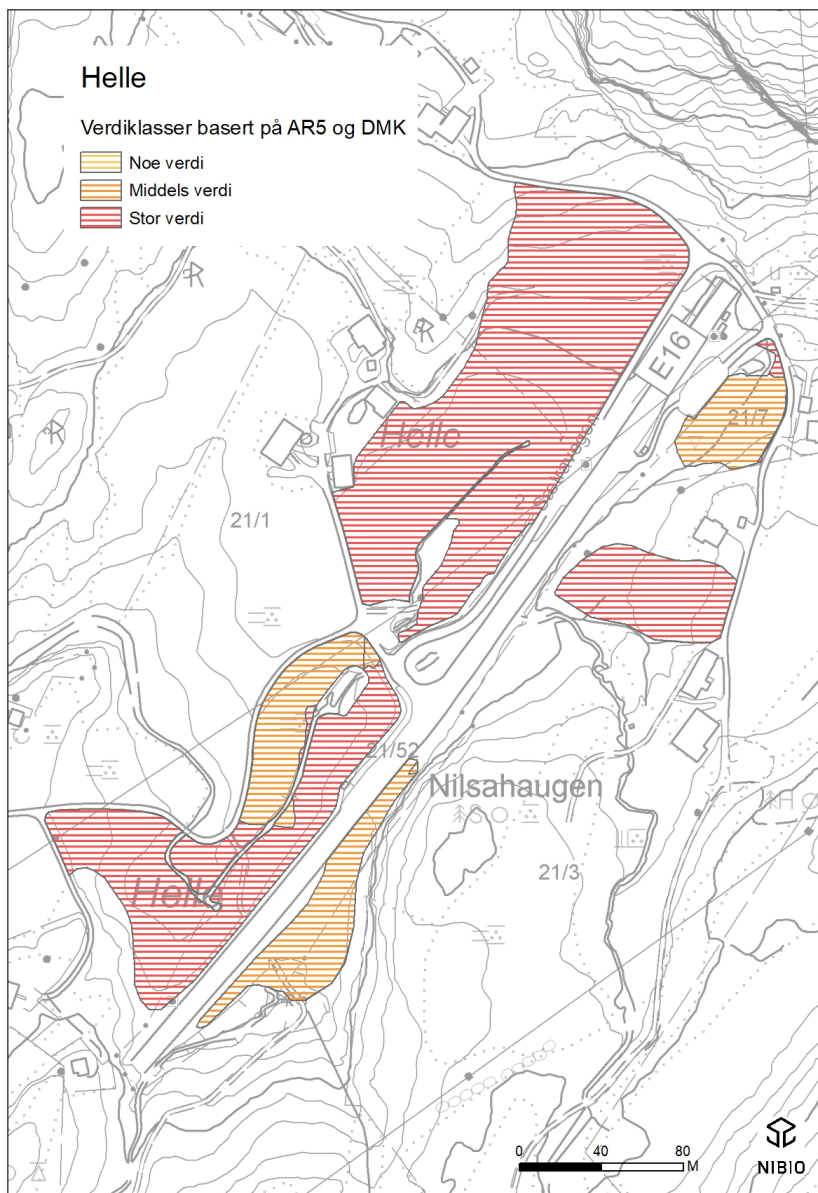 Helle
Verdiklasser basert på AR5 og DMK
Noe verdi
Middels verdi
Stor verdi
E16
21/7
Helle
21/1
21/52
Nilsahaugen
Helle
21/3
0 40 80
M
NIBIO